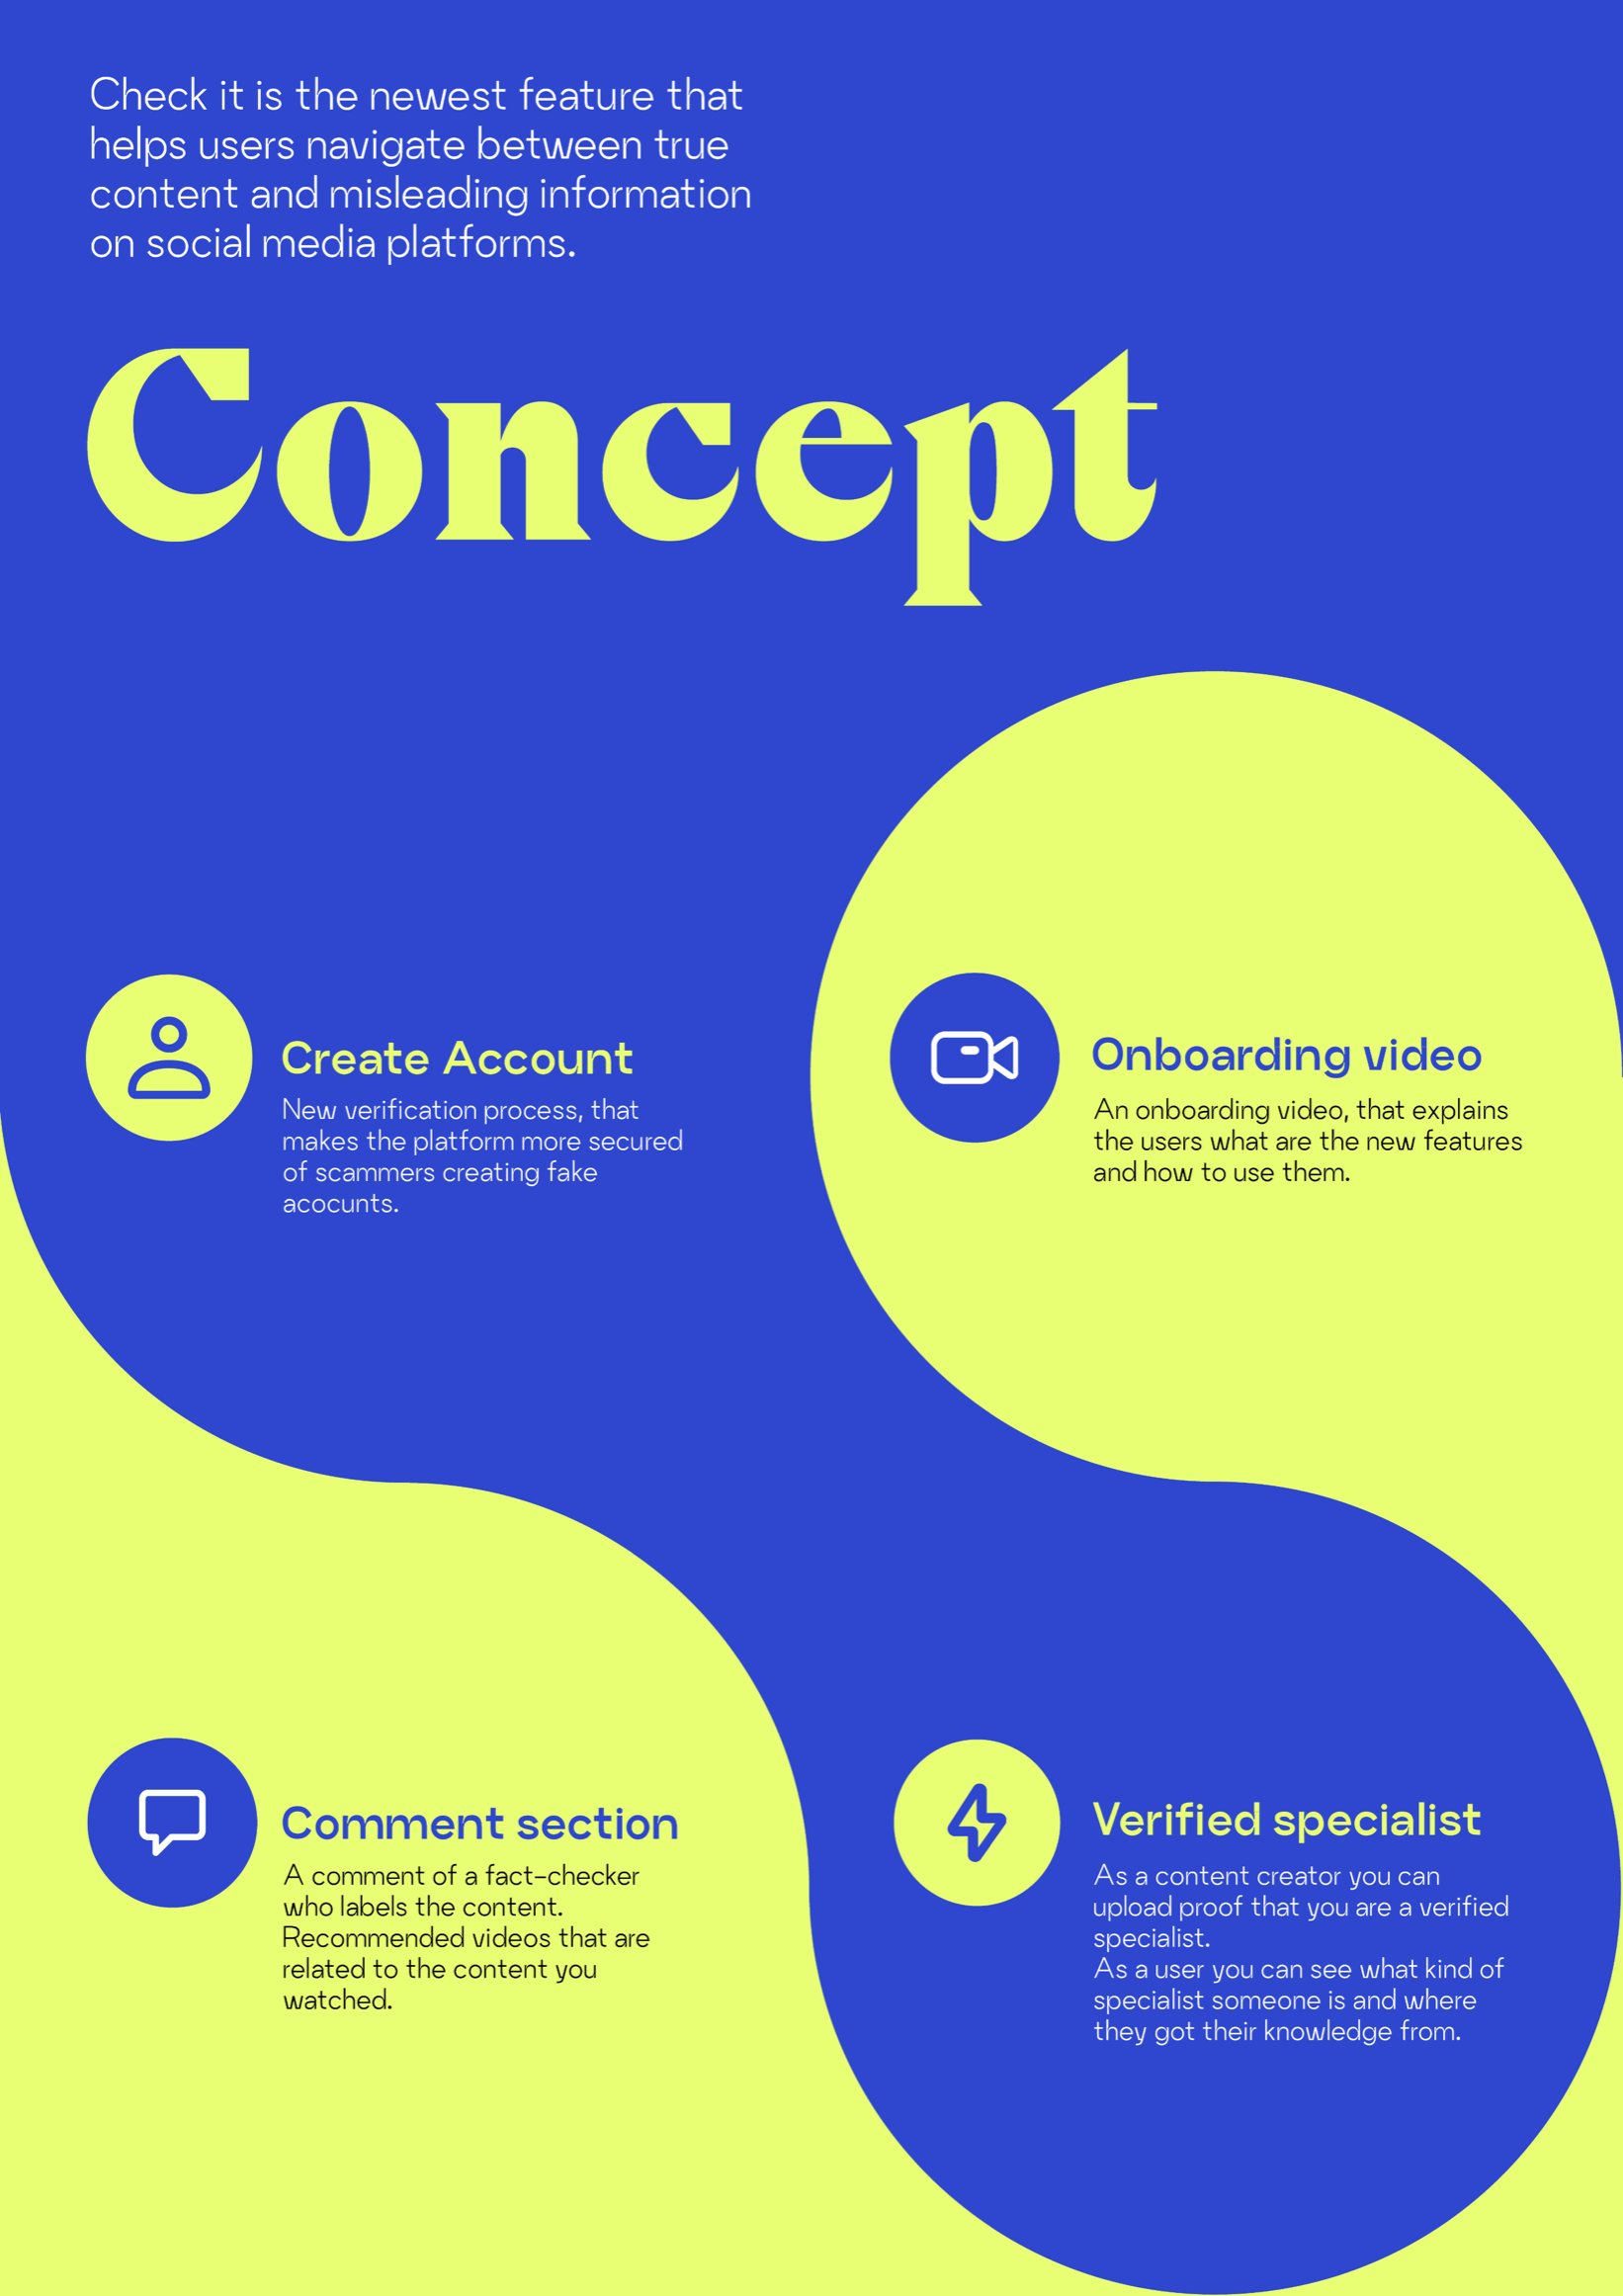 Check it is the newest feature that
helps users navigate between true
content and misleading information
on social media platforms.
Concept
Create Account
New verification process, that
makes the platform more secured
of scammers creating fake
acocunts.
Onboarding video
An onboarding video, that explains
the users what are the new features
and how to use them.
Comment section
A comment of a fact-checker
who labels the content.
Recommended videos that are
related to the content you
watched.
Verified specialist
As a content creator you can
upload proof that you are a verified
specialist.
As a user you can see what kind of
specialist someone is and where
they got their knowledge from.